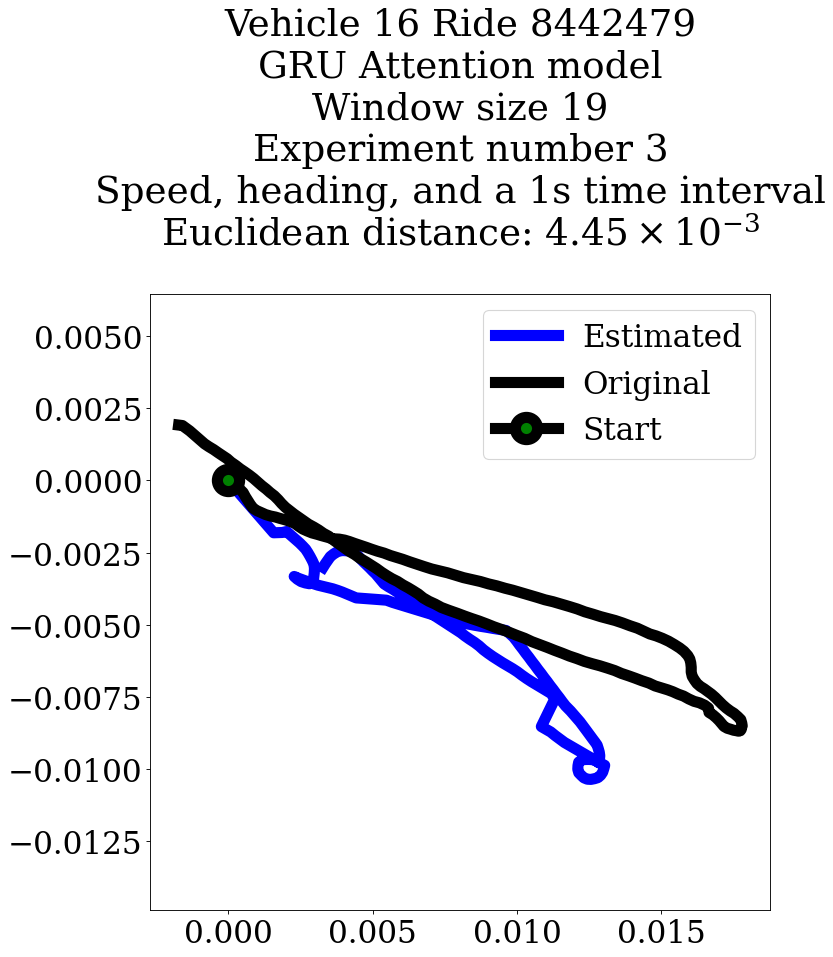 Vehicle 16 Ride 8442479
GRU Attention model
Window size 19
Experiment number 3
Speed, heading, and a 1s time interval
Euclidean distance: 4.45 × 10⁻³
Estimated
Original
Start
0.0050
0.0025
0.0000
−0.0025
−0.0050
−0.0075
−0.0100
−0.0125
0.000 0.005 0.010 0.015